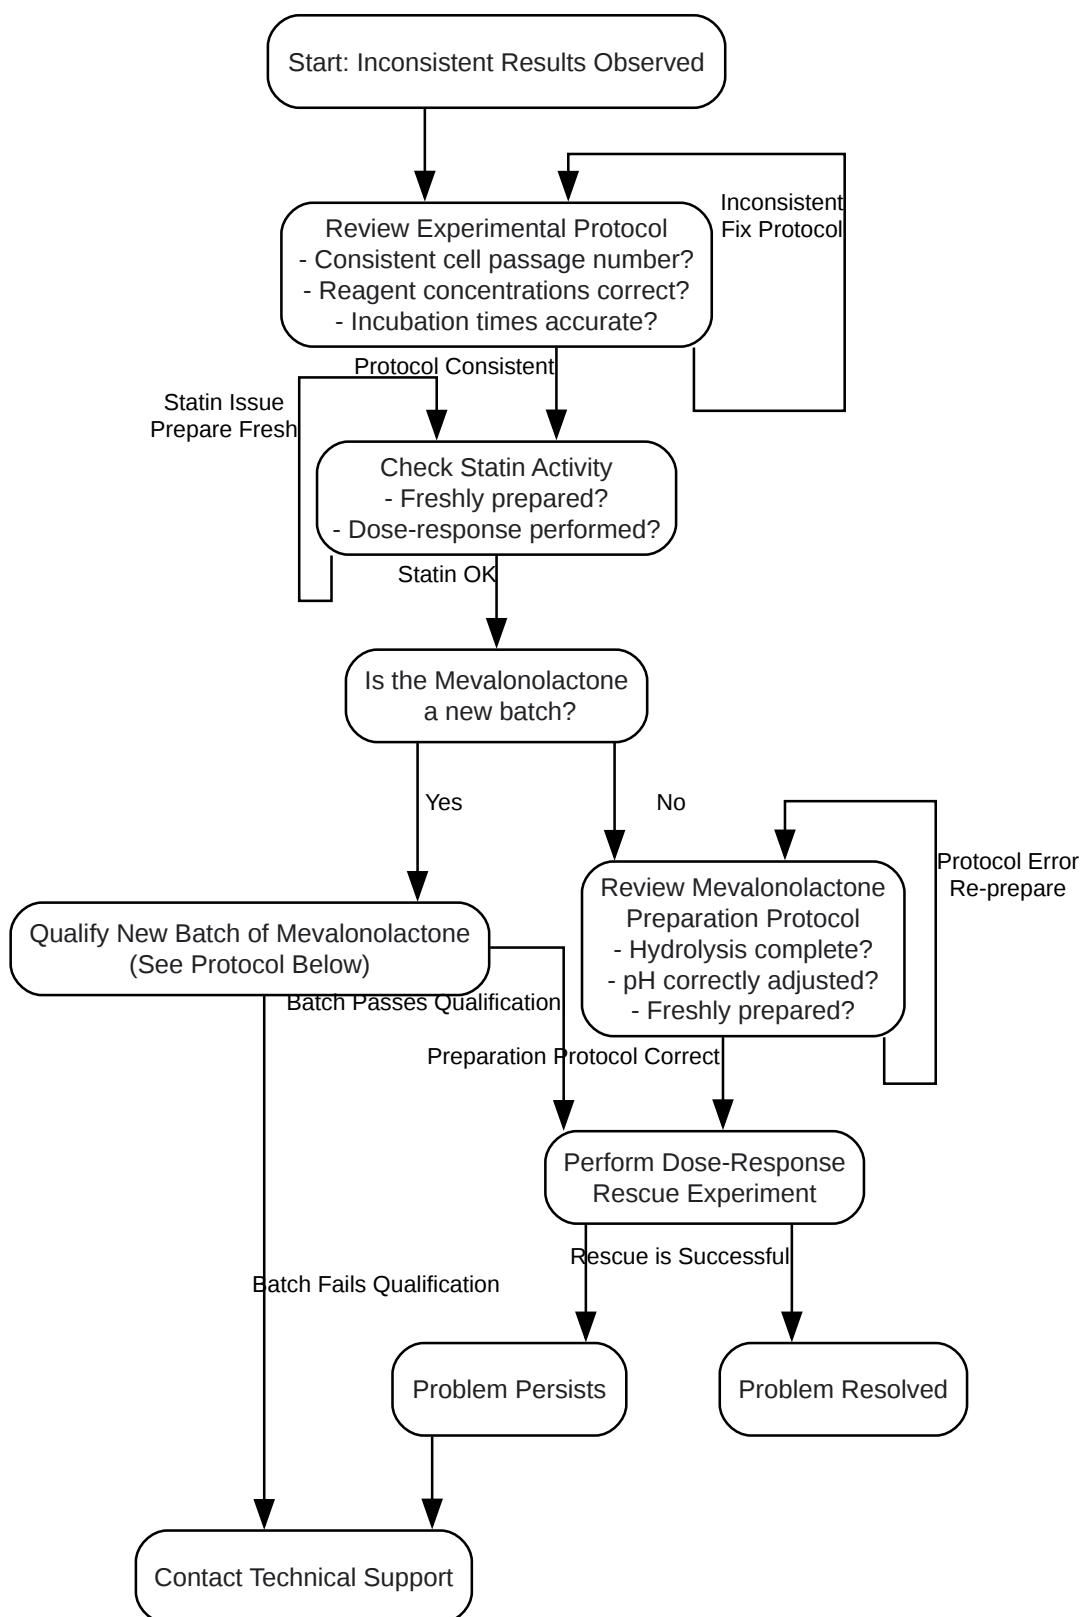 Start: Inconsistent Results Observed
Inconsistent
Fix Protocol
Review Experimental Protocol
- Consistent cell passage number?
- Reagent concentrations correct?
- Incubation times accurate?
Protocol Consistent
Statin Issue
Prepare Fresh
Check Statin Activity
- Freshly prepared?
- Dose-response performed?
Statin OK
Is the Mevalonolactone
a new batch?
Yes
No
Protocol Error
Re-prepare
Review Mevalonolactone
Preparation Protocol
- Hydrolysis complete?
- pH correctly adjusted?
- Freshly prepared?
Qualify New Batch of Mevalonolactone
(See Protocol Below)
Batch Passes Qualification
Preparation Protocol Correct
Perform Dose-Response
Rescue Experiment
Rescue is Successful
Batch Fails Qualification
Problem Persists
Problem Resolved
Contact Technical Support